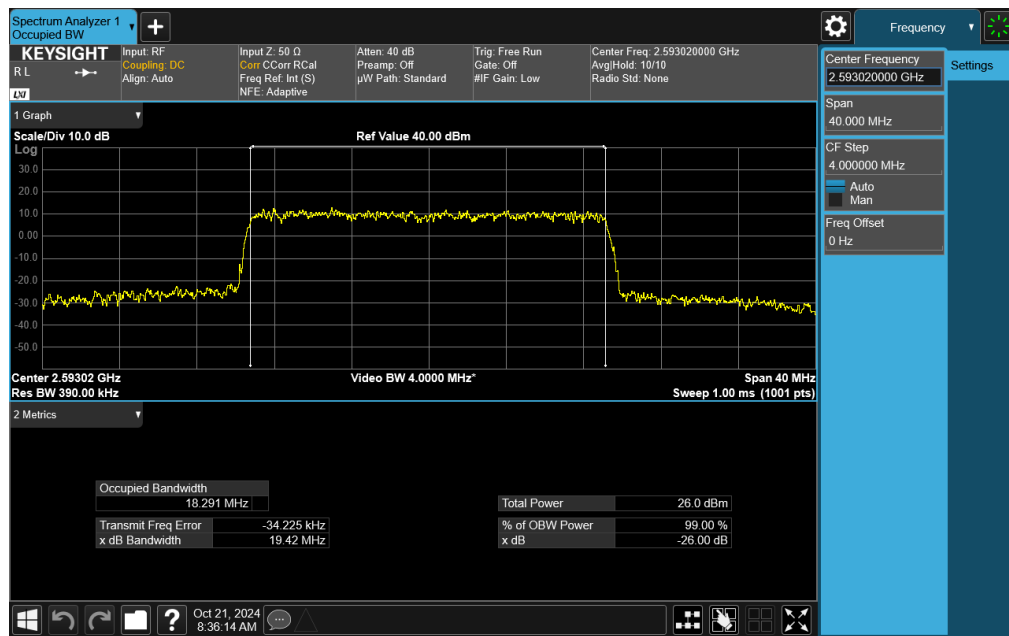 Spectrum Analyzer 1
Occupied BW
Frequency
KEYSIGHT
R L
LXI
Input: RF
Coupling: DC
Align: Auto
Input Z: 50 Ω
Corr CCorr RCal
Freq Ref: Int (S)
NFE: Adaptive
Atten: 40 dB
Preamp: Off
µW Path: Standard
Trig: Free Run
Gate: Off
#IF Gain: Low
Center Freq: 2.593020000 GHz
Avg|Hold: 10/10
Radio Std: None
Center Frequency
2.593020000 GHz
Settings
Span
40.000 MHz
CF Step
4.000000 MHz
Auto
Man
Freq Offset
0 Hz
1 Graph
Scale/Div 10.0 dB
Ref Value 40.00 dBm
Log
30.0
20.0
10.0
0.00
-10.0
-20.0
-30.0
-40.0
-50.0
Center 2.59302 GHz
Video BW 4.0000 MHz*
Span 40 MHz
Res BW 390.00 kHz
Sweep 1.00 ms (1001 pts)
2 Metrics
Occupied Bandwidth
18.291 MHz
Total Power 26.0 dBm
Transmit Freq Error -34.225 kHz
% of OBW Power 99.00 %
x dB Bandwidth 19.42 MHz
x dB -26.00 dB
Oct 21, 2024
8:36:14 AM